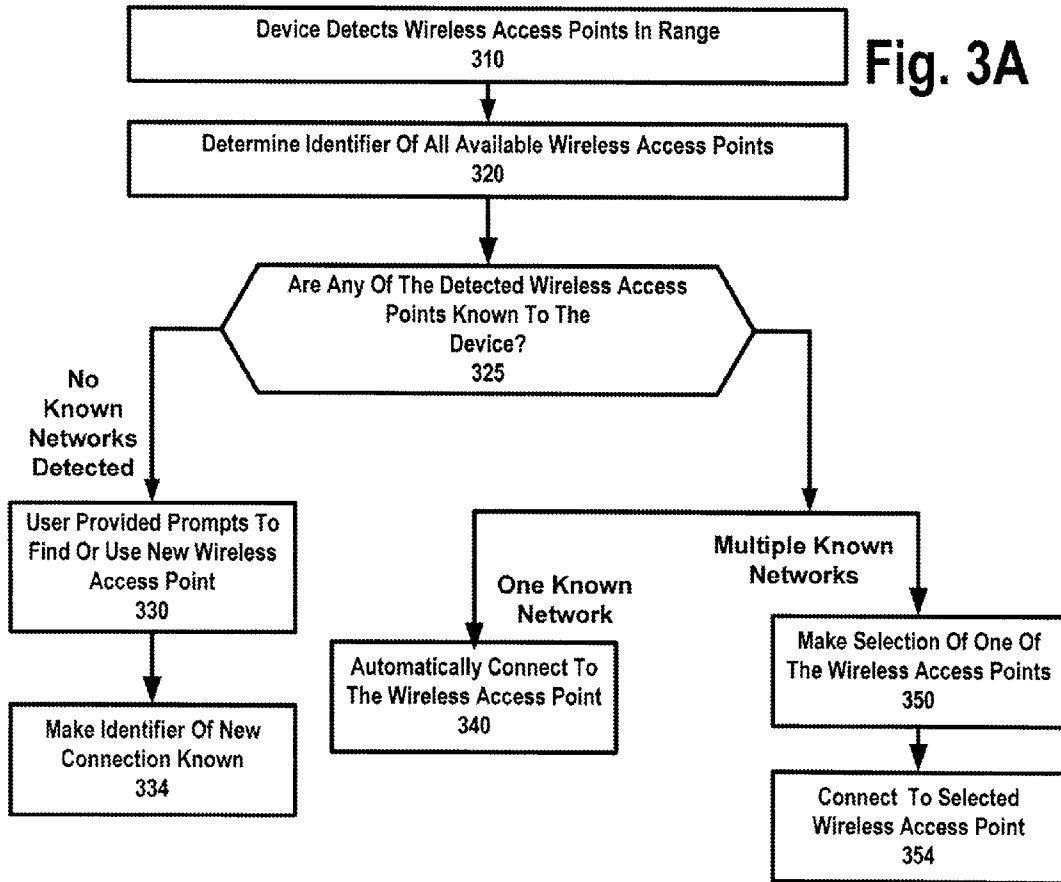 Device Detects Wireless Access Points In Range
310
Fig. 3A
Determine Identifier Of All Available Wireless Access Points
320
Are Any Of The Detected Wireless Access
Points Known To The
Device?
325
No
Known
Networks
Detected
User Provided Prompts To
Find Or Use New Wireless
Access Point
330
Make Identifier Of New
Connection Known
334
One Known
Network
Automatically Connect To
The Wireless Access Point
340
Multiple Known
Networks
Make Selection Of One Of
The Wireless Access Points
350
Connect To Selected
Wireless Access Point
354